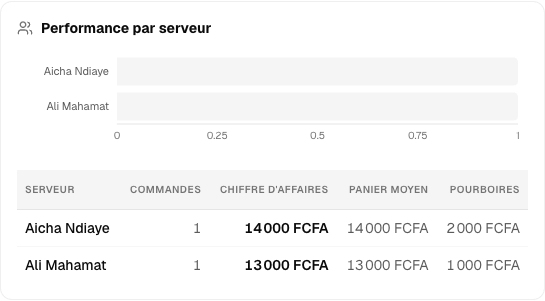 Performance par serveur
Aicha Ndiaye
Ali Mahamat
0 0.25 0.5 0.75 1
SERVEUR COMMANDES CHIFFRE D'AFFAIRES PANIER MOYEN POURBOIRES
Aicha Ndiaye 1 14 000 FCFA 14 000 FCFA 2 000 FCFA
Ali Mahamat 1 13 000 FCFA 13 000 FCFA 1 000 FCFA